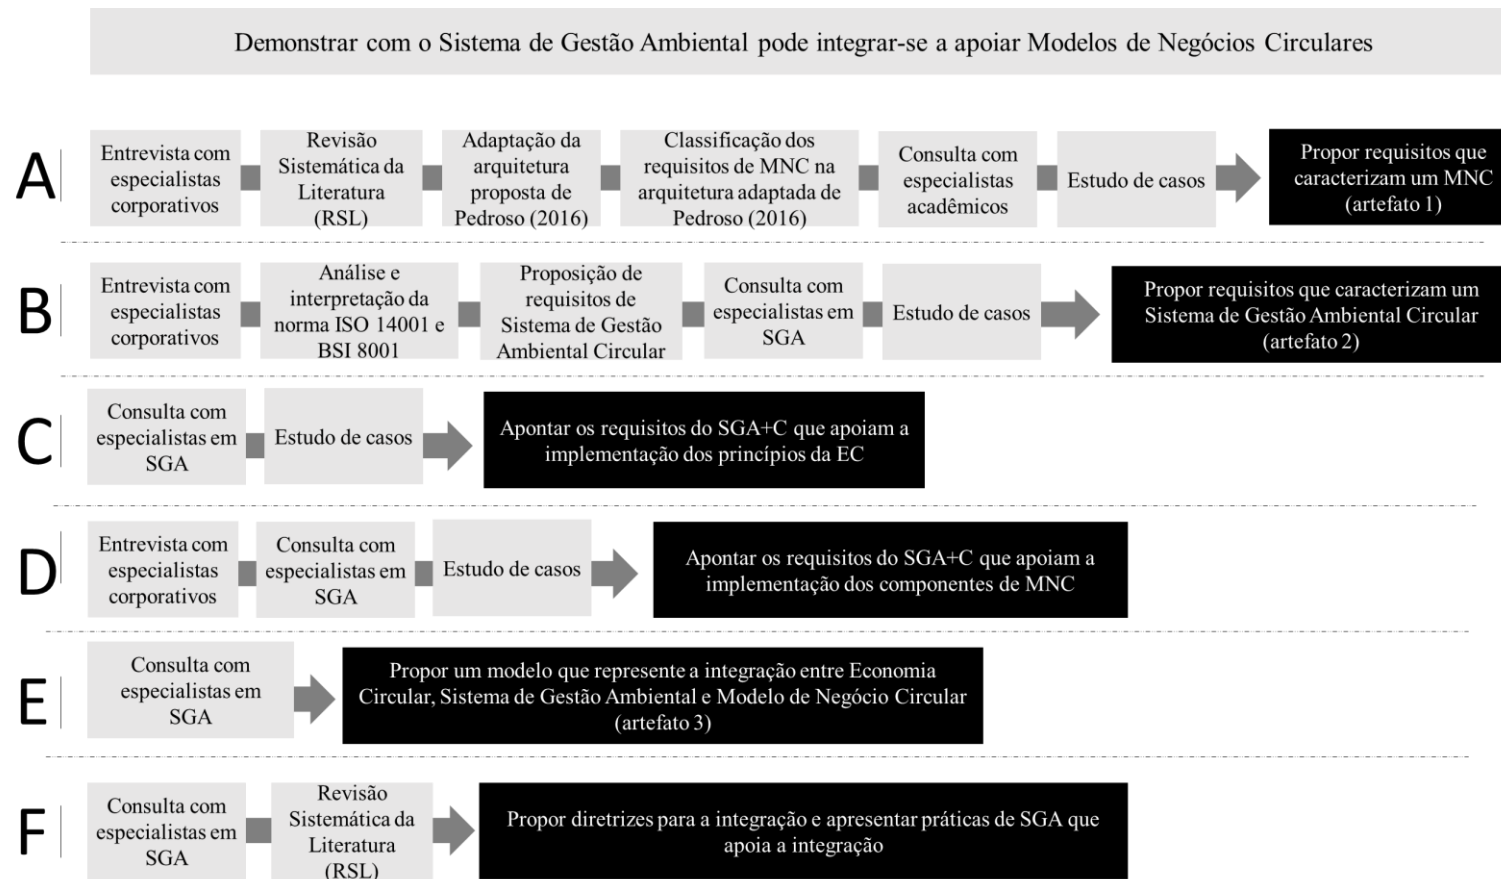 Demonstrar com o Sistema de Gestão Ambiental pode integrar-se a apoiar Modelos de Negócios Circulares
A
Entrevista com
especialistas
corporativos
Revisão
Sistemática da
Literatura
(RSL)
Adaptação da
arquitetura
proposta de
Pedroso (2016)
Classificação dos
requisitos de MNC na
arquitetura adaptada de
Pedroso (2016)
Consulta com
especialistas
acadêmicos
Estudo de casos
Propor requisitos que
caracterizam um MNC
(artefato 1)
B
Entrevista com
especialistas
corporativos
Análise e
interpretação da
norma ISO 14001 e
BSI 8001
Proposição de
requisitos de
Sistema de Gestão
Ambiental Circular
Consulta com
especialistas em
SGA
Estudo de casos
Propor requisitos que caracterizam um
Sistema de Gestão Ambiental Circular
(artefato 2)
C
Consulta com
especialistas em
SGA
Estudo de casos
Apontar os requisitos do SGA+C que apoiam a
implementação dos princípios da EC
D
Entrevista com
especialistas
corporativos
Consulta com
especialistas em
SGA
Estudo de casos
Apontar os requisitos do SGA+C que apoiam a
implementação dos componentes de MNC
E
Consulta com
especialistas em
SGA
Propor um modelo que represente a integração entre Economia
Circular, Sistema de Gestão Ambiental e Modelo de Negócio Circular
(artefato 3)
F
Consulta com
especialistas em
SGA
Revisão
Sistemática da
Literatura
(RSL)
Propor diretrizes para a integração e apresentar práticas de SGA que
apoia a integração